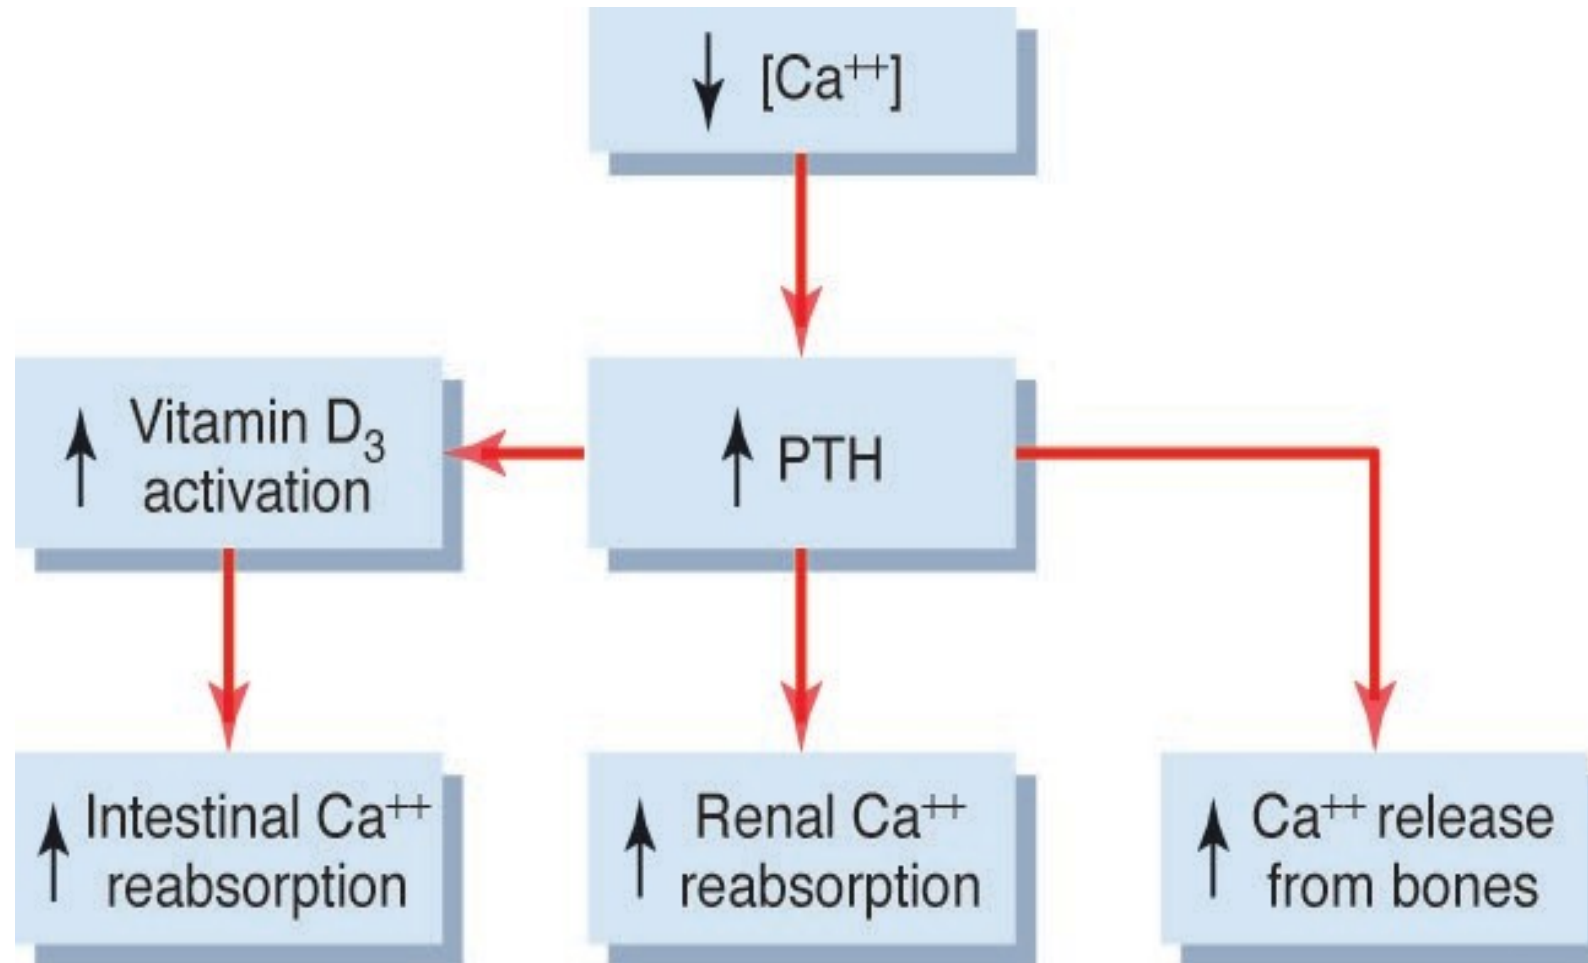 ↓ [Ca⁺⁺]
↑ Vitamin D₃
activation
↑ PTH
↑ Intestinal Ca⁺⁺
reabsorption
↑ Renal Ca⁺⁺
reabsorption
↑ Ca⁺⁺ release
from bones